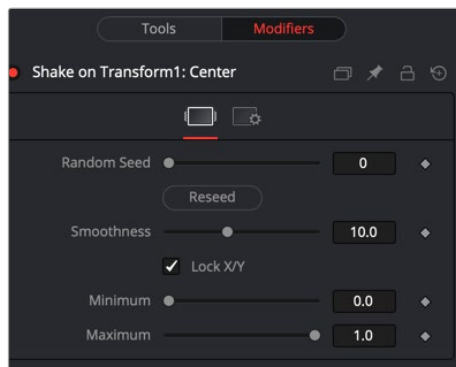 Tools Modifiers
Shake on Transform1: Center
Random Seed 0
Reseed
Smoothness 10.0
Lock X/Y
Minimum 0.0
Maximum 1.0